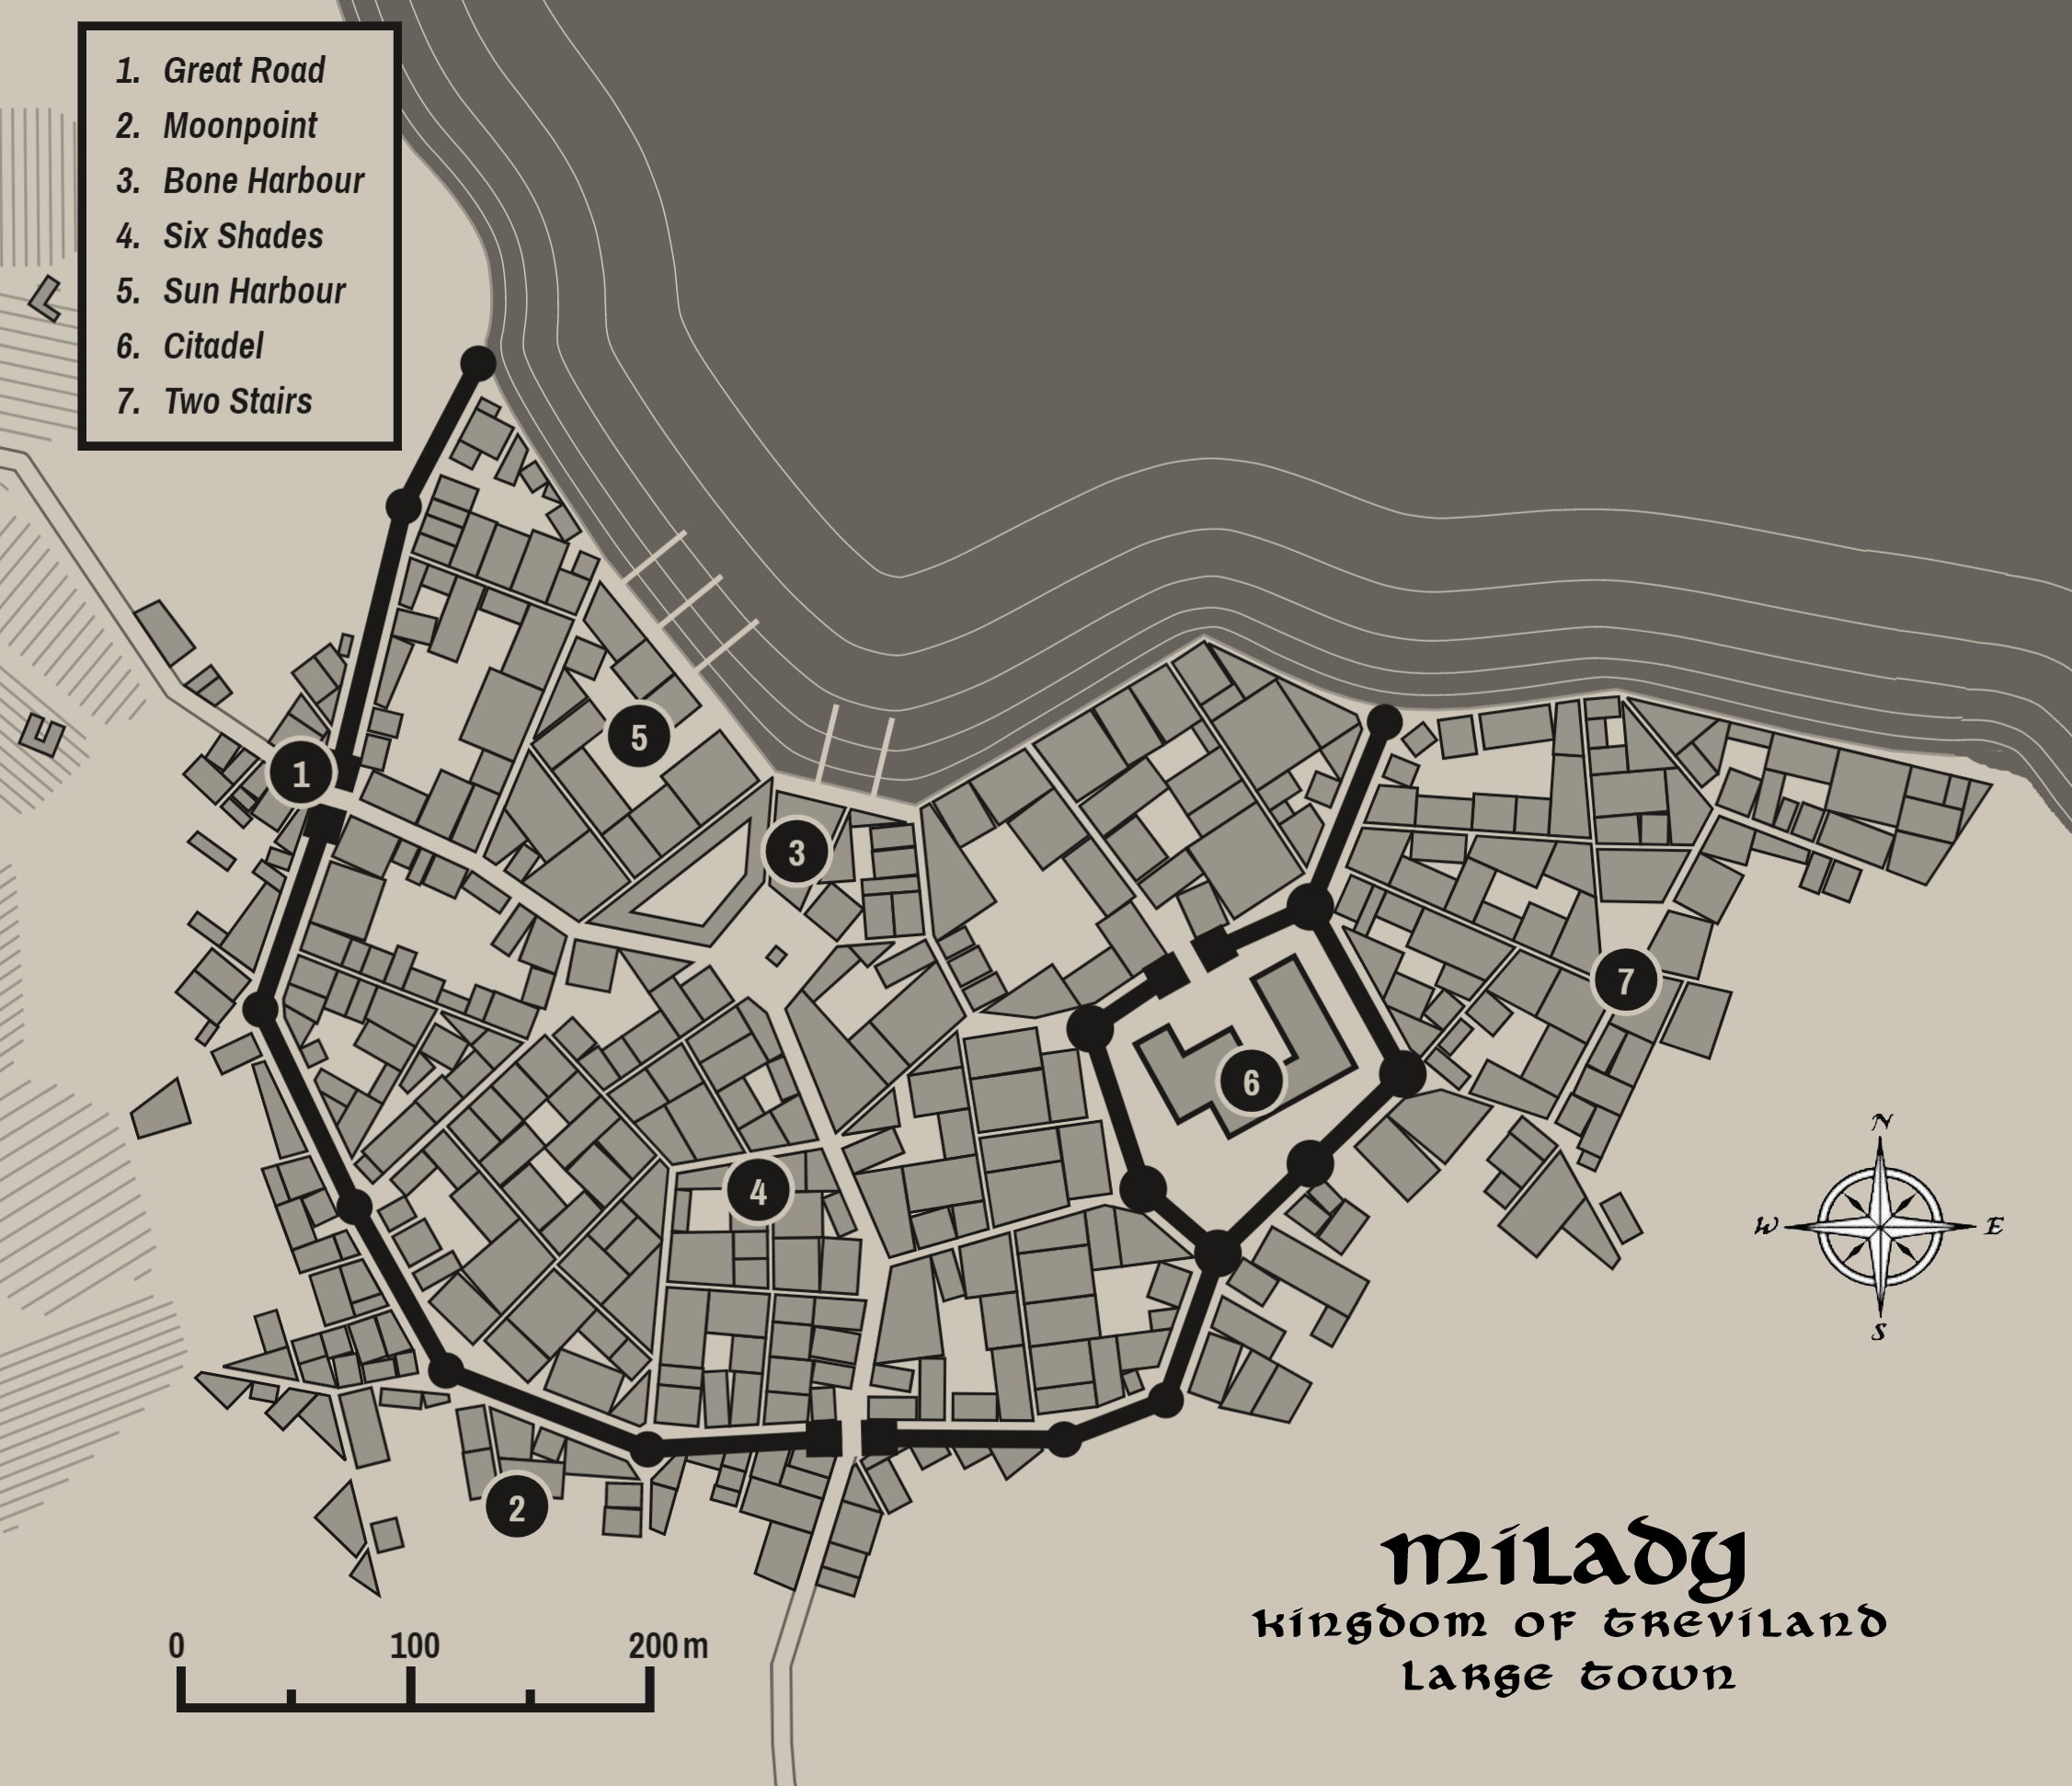 1. Great Road
2. Moonpoint
3. Bone Harbour
4. Six Shades
5. Sun Harbour
6. Citadel
7. Two Stairs
1
5
3
7
6
4
2
N
W E
S
Milady
Kingdom of Treviland
Large Town
0 100 200 m